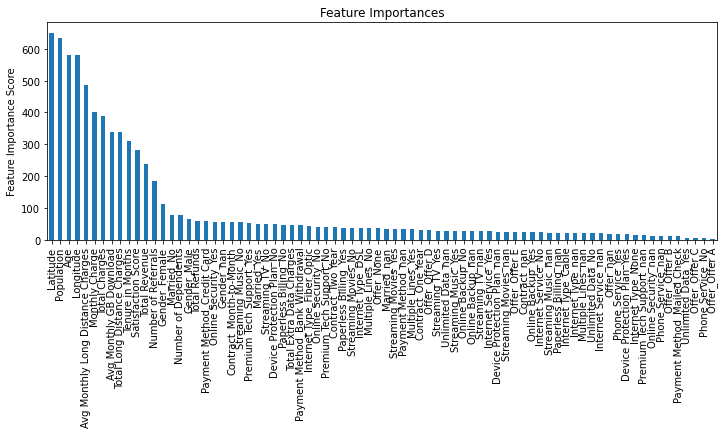 Feature Importances
Feature Importance Score
600
500
400
300
200
100
0
Latitude
Population
Age
Longitude
Avg Monthly Long Distance Charges
Monthly Charge
Total Charges
Avg Monthly GB Download
Total Long Distance Charges
Tenure in Months
Satisfaction Score
Total Revenue
Number of Referrals
Gender_Female
Married_No
Number of Dependents
Gender_Male
Total Refunds
Payment Method_Credit Card
Online Security_Yes
Gender_nan
Contract_Month-to-Month
Streaming Music_No
Premium Tech Support_Yes
Married_Yes
Streaming TV_No
Device Protection Plan_No
Paperless Billing_No
Total Extra Data Charges
Payment Method_Bank Withdrawal
Internet Type_Fiber Optic
Online Security_No
Premium Tech Support_No
Contract_Two Year
Paperless Billing_Yes
Streaming Movies_No
Internet Type_DSL
Multiple Lines_No
Offer_None
Married_nan
Streaming Movies_Yes
Payment Method_nan
Multiple Lines_Yes
Contract_One Year
Offer_Offer D
Streaming TV_Yes
Unlimited Data_nan
Streaming Music_Yes
Online Backup_No
Online Backup_nan
Streaming TV_nan
Internet Service_Yes
Device Protection Plan_nan
Streaming Movies_nan
Offer_Offer E
Contract_nan
Online Backup_Yes
Internet Service_No
Streaming Music_nan
Paperless Billing_nan
Internet Type_Cable
Internet Type_nan
Multiple Lines_nan
Unlimited Data_No
Internet Service_nan
Offer_nan
Phone Service_Yes
Device Protection Plan_Yes
Internet Type_None
Premium Tech Support_nan
Online Security_nan
Phone Service_nan
Offer_Offer B
Payment Method_Mailed Check
Unlimited Data_Yes
Offer_Offer C
Phone Service_No
Offer_Offer A